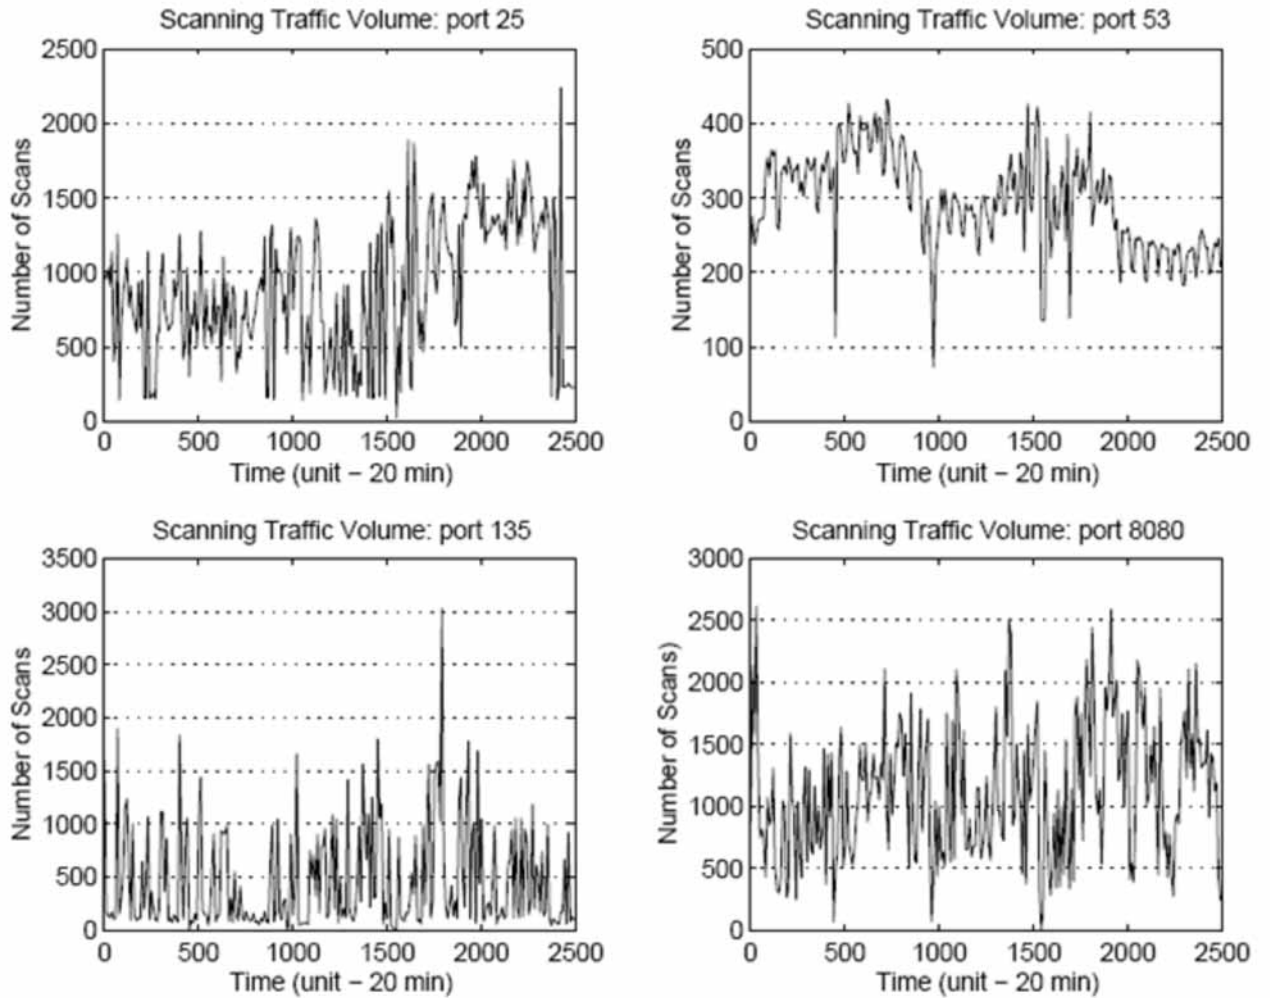 Scanning Traffic Volume: port 25
2500
2000
1500
1000
500
0
Number of Scans
0 500 1000 1500 2000 2500
Time (unit − 20 min)
Scanning Traffic Volume: port 53
500
400
300
200
100
0
Number of Scans
0 500 1000 1500 2000 2500
Time (unit − 20 min)
Scanning Traffic Volume: port 135
3500
3000
2500
2000
1500
1000
500
0
Number of Scans
0 500 1000 1500 2000 2500
Time (unit − 20 min)
Scanning Traffic Volume: port 8080
3000
2500
2000
1500
1000
500
0
Number of Scans)
0 500 1000 1500 2000 2500
Time (unit − 20 min)